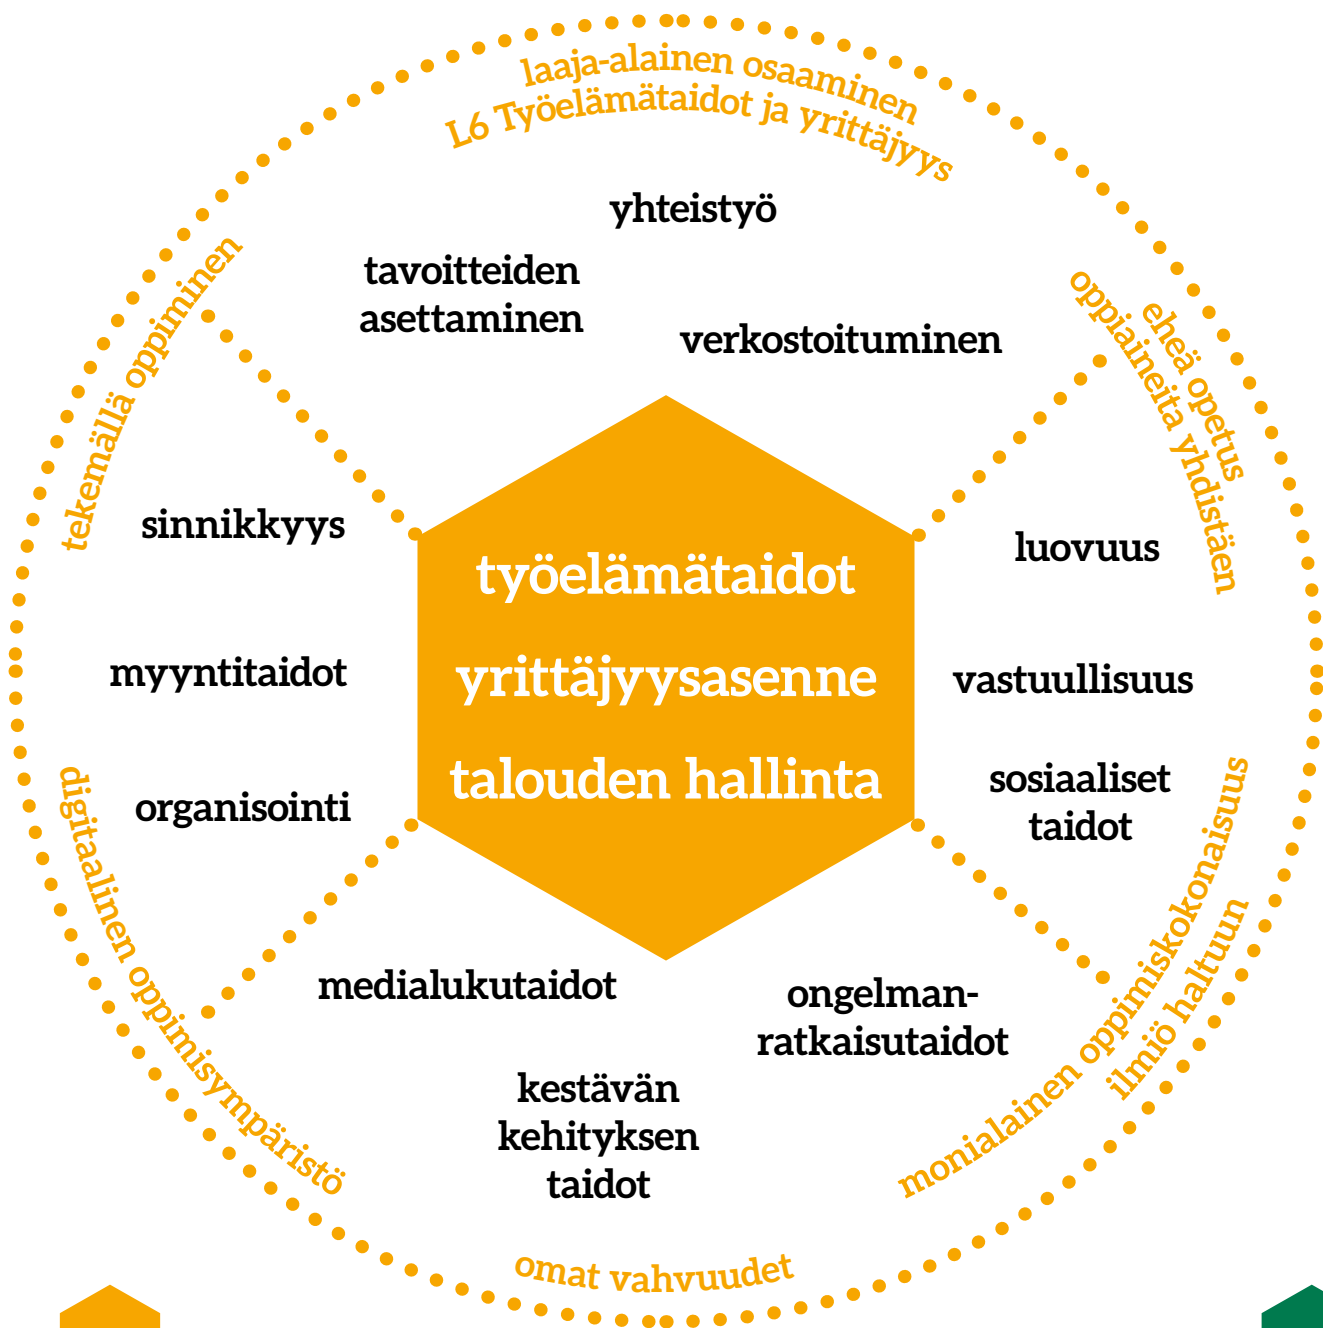 laaja-alainen osaaminen
L6 Työelämätaidot ja yrittäjyys
yhteistyö
tavoitteiden
asettaminen
verkostoituminen
tekemällä oppiminen
eheä opetus
oppiaineita yhdistäen
sinnikkyys
luovuus
työelämätaidot
myyntitaidot
yrittäjyysasenne
vastuullisuus
organisointi
talouden hallinta
sosiaaliset
taidot
digitaalinen oppimisympäristö
monialainen oppimiskokonaisuus
ilmiö haltuun
medialukutaidot
ongelman-
ratkaisutaidot
kestävän
kehityksen
taidot
omat vahvuudet